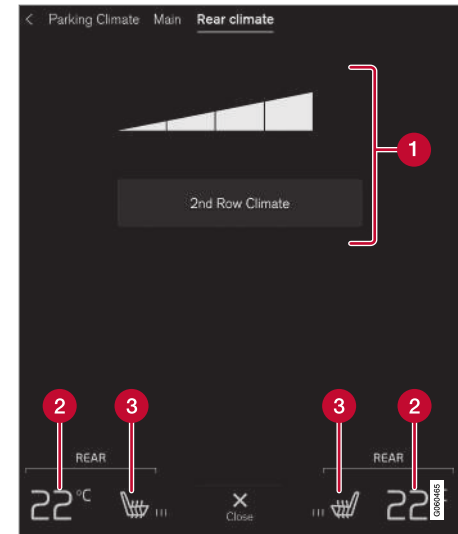 < Parking Climate Main Rear climate
1
2nd Row Climate
2 3 3 2
REAR REAR
22°C 22°
Close
G060465